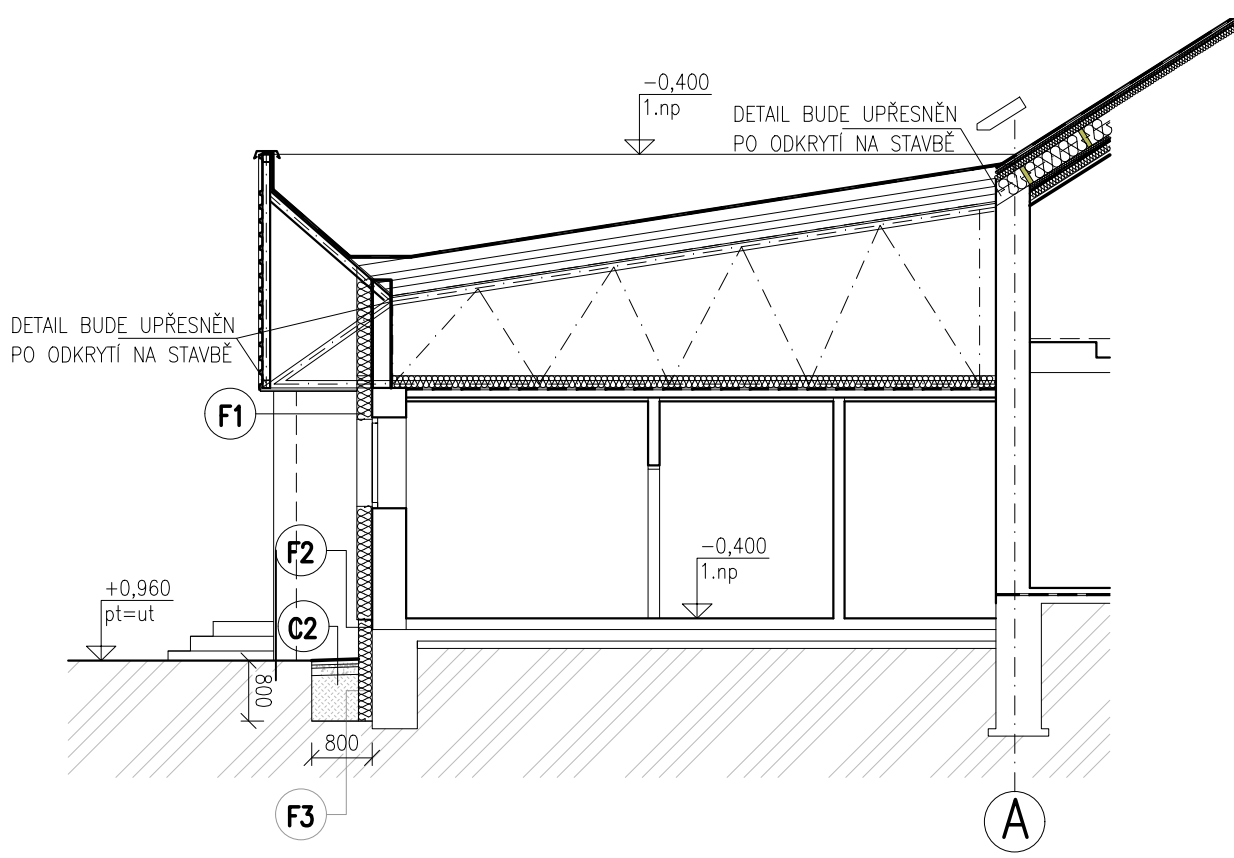 -0,400
1.np
DETAIL BUDE UPŘESNĚN
PO ODKRYTÍ NA STAVBĚ
DETAIL BUDE UPŘESNĚN
PO ODKRYTÍ NA STAVBĚ
F1
F2
-0,400
1.np
+0,960
pt=ut
C2
800
800
F3
A